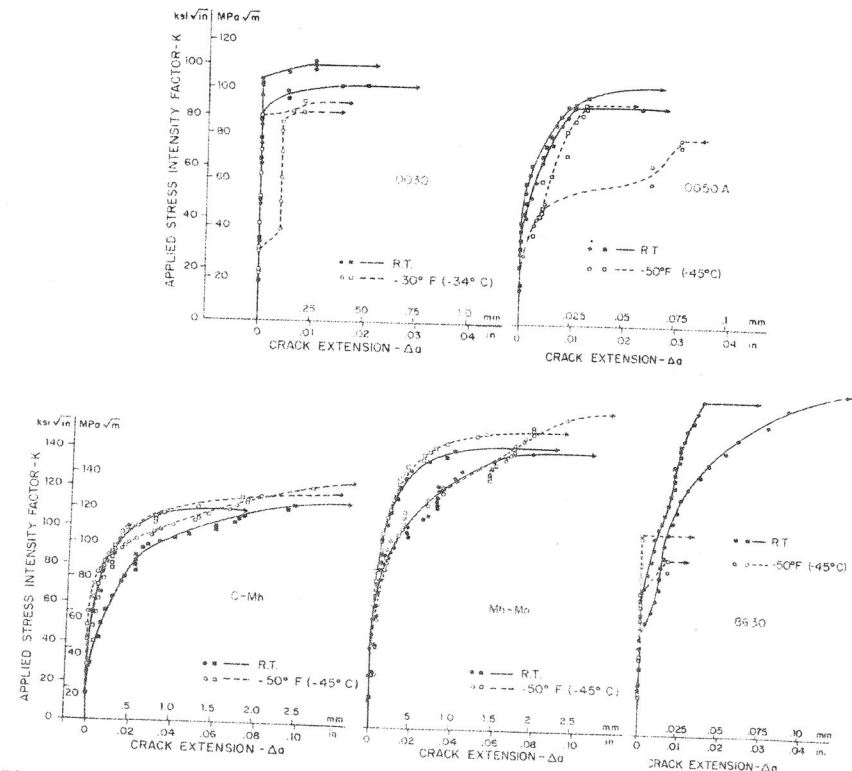 ksi √in MPa √m
APPLIED STRESS INTENSITY FACTOR-K
120
100
80
60
40
20
0
120
100
80
60
40
20
0030
R.T.
-30° F (-34° C)
.25 .50 .75 1.0 mm
0 .01 .02 .03 .04 in
CRACK EXTENSION-Δa
0050 A
R.T
-50°F (-45°C)
.025 .05 .075 .1 mm
0 .01 .02 .03 .04 in
CRACK EXTENSION-Δa
ksi √in MPa √m
APPLIED STRESS INTENSITY FACTOR-K
140
120
100
80
60
40
20
0
140
120
100
80
60
40
20
C-Mn
R.T.
-50° F (-45° C)
.5 1.0 1.5 2.0 2.5 mm
0 .02 .04 .06 .08 .10 in
CRACK EXTENSION-Δa
Mn-Mo
R.T.
-50° F (-45°C)
.5 1.0 1.5 2.0 2.5 mm
0 .02 .04 .06 .08 .10 in
CRACK EXTENSION-Δa
8630
R.T
-50°F (-45°C)
.025 .05 .075 .10 mm
0 .01 .02 .03 .04 in.
CRACK EXTENSION-Δa